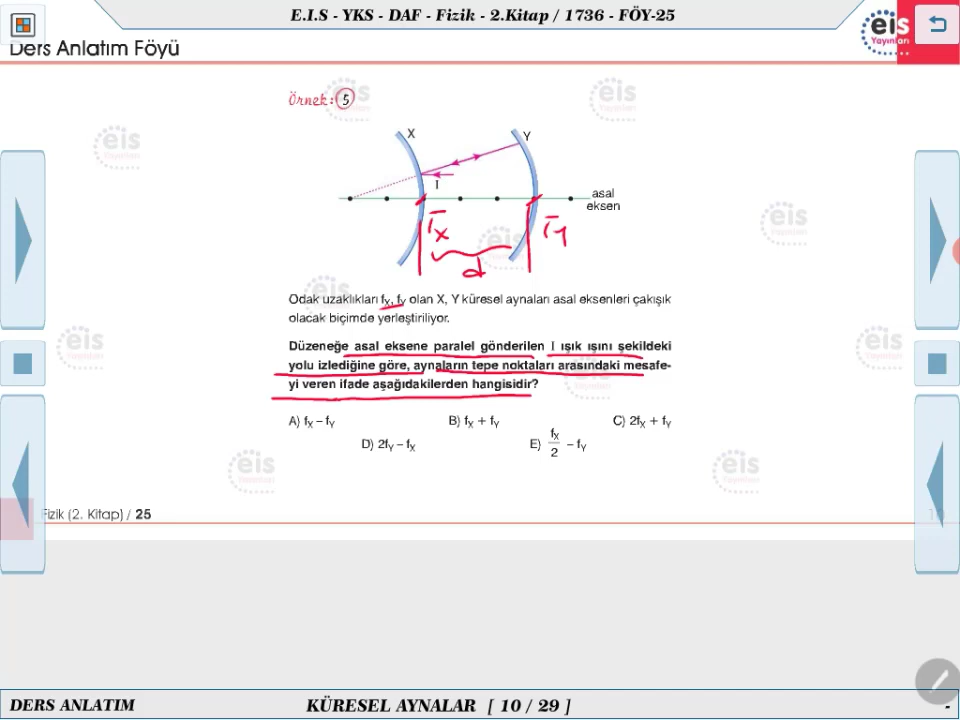 E.I.S - YKS - DAF - Fizik - 2.Kitap / 1736 - FÖY-25
eis
Yayınları
Ders Anlatım Föyü
Örnek: 5
X
Y
I
asal
eksen
fX
fY
d
Odak uzaklıkları fX, fY olan X, Y küresel aynaları asal eksenleri çakışık
olacak biçimde yerleştiriliyor.
Düzeneğe asal eksene paralel gönderilen I ışık ışını şekildeki
yolu izlediğine göre, aynaların tepe noktaları arasındaki mesafe-
yi veren ifade aşağıdakilerden hangisidir?
A) fX – fY
B) fX + fY
C) 2fX + fY
D) 2fY – fX
E) fX/2 – fY
Fizik (2. Kitap) / 25
DERS ANLATIM
KÜRESEL AYNALAR [ 10 / 29 ]
-